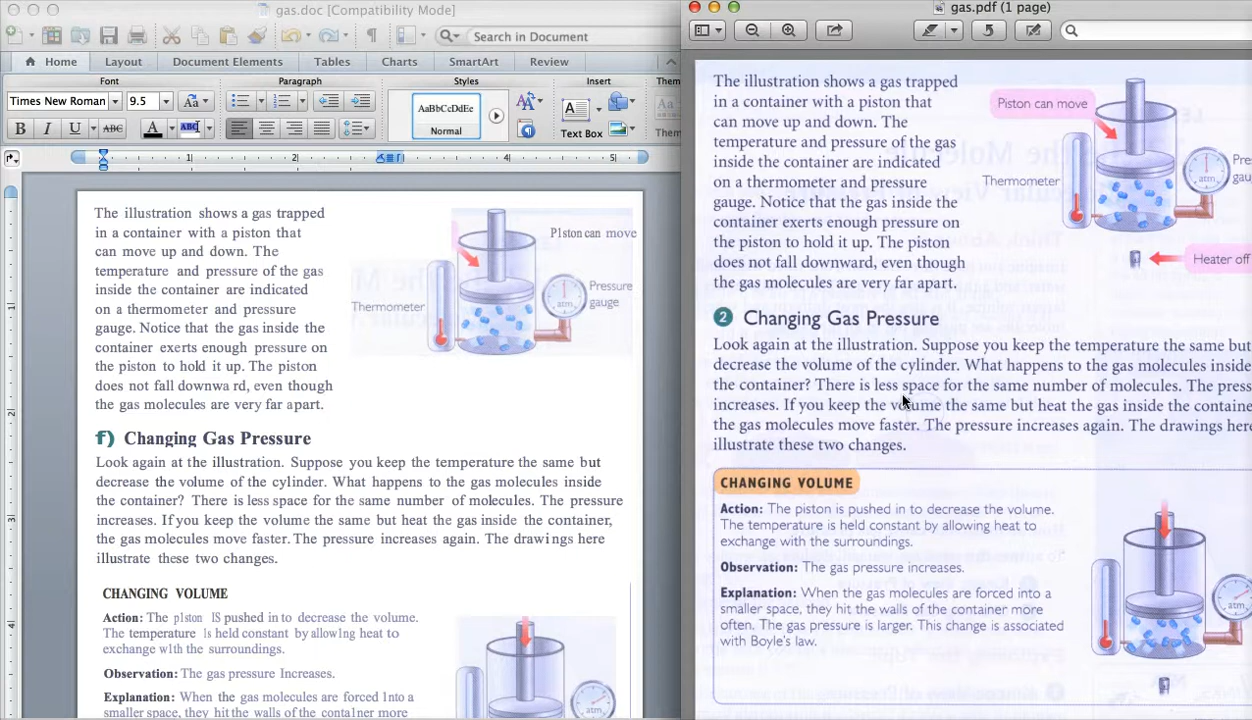 gas.doc [Compatibility Mode]
Search in Document
Home
Layout
Document Elements
Tables
Charts
SmartArt
Review
Font
Paragraph
Styles
Insert
Them
Times New Roman
9.5
Aa
AaBbCcDdEe
Normal
A
Text Box
Aa
B I U ABC
A
ABC
1
2
4
5
The illustration shows a gas trapped
in a container with a piston that
can move up and down. The
temperature and pressure of the gas
inside the container are indicated
on a thermometer and pressure
gauge. Notice that the gas inside the
container exerts enough pressure on
the piston to hold it up. The piston
does not fall downwa rd, even though
the gas molecules are very far apart.
P1ston can move
Thermometer
Pressure
gauge
atm
f) Changing Gas Pressure
Look again at the illustration. Suppose you keep the temperature the same but
decrease the volume of the cylinder. What happens to the gas molecules inside
the container? There is less space for the same number of molecules. The pressure
increases. If you keep the volume the same but heat the gas inside the container,
the gas molecules move faster. The pressure increases again. The drawings here
illustrate these two changes.
CHANGING VOLUME
Action: The p1ston IS pushed in to decrease the volume.
The temperature 1s held constant by allow1ng heat to
exchange w1th the surroundings.
Observation: The gas pressure Increases.
Explanation: When the gas molecules are forced 1nto a
smaller space, they hit the walls of the conta1ner more
atm
gas.pdf (1 page)
The illustration shows a gas trapped
in a container with a piston that
can move up and down. The
temperature and pressure of the gas
inside the container are indicated
on a thermometer and pressure
gauge. Notice that the gas inside the
container exerts enough pressure on
the piston to hold it up. The piston
does not fall downward, even though
the gas molecules are very far apart.
Piston can move
Thermometer
Pres
gau
atm
Heater off
2 Changing Gas Pressure
Look again at the illustration. Suppose you keep the temperature the same but
decrease the volume of the cylinder. What happens to the gas molecules inside
the container? There is less space for the same number of molecules. The press
increases. If you keep the volume the same but heat the gas inside the containe
the gas molecules move faster. The pressure increases again. The drawings here
illustrate these two changes.
CHANGING VOLUME
Action: The piston is pushed in to decrease the volume.
The temperature is held constant by allowing heat to
exchange with the surroundings.
Observation: The gas pressure increases.
Explanation: When the gas molecules are forced into a
smaller space, they hit the walls of the container more
often. The gas pressure is larger. This change is associated
with Boyle's law.
atm